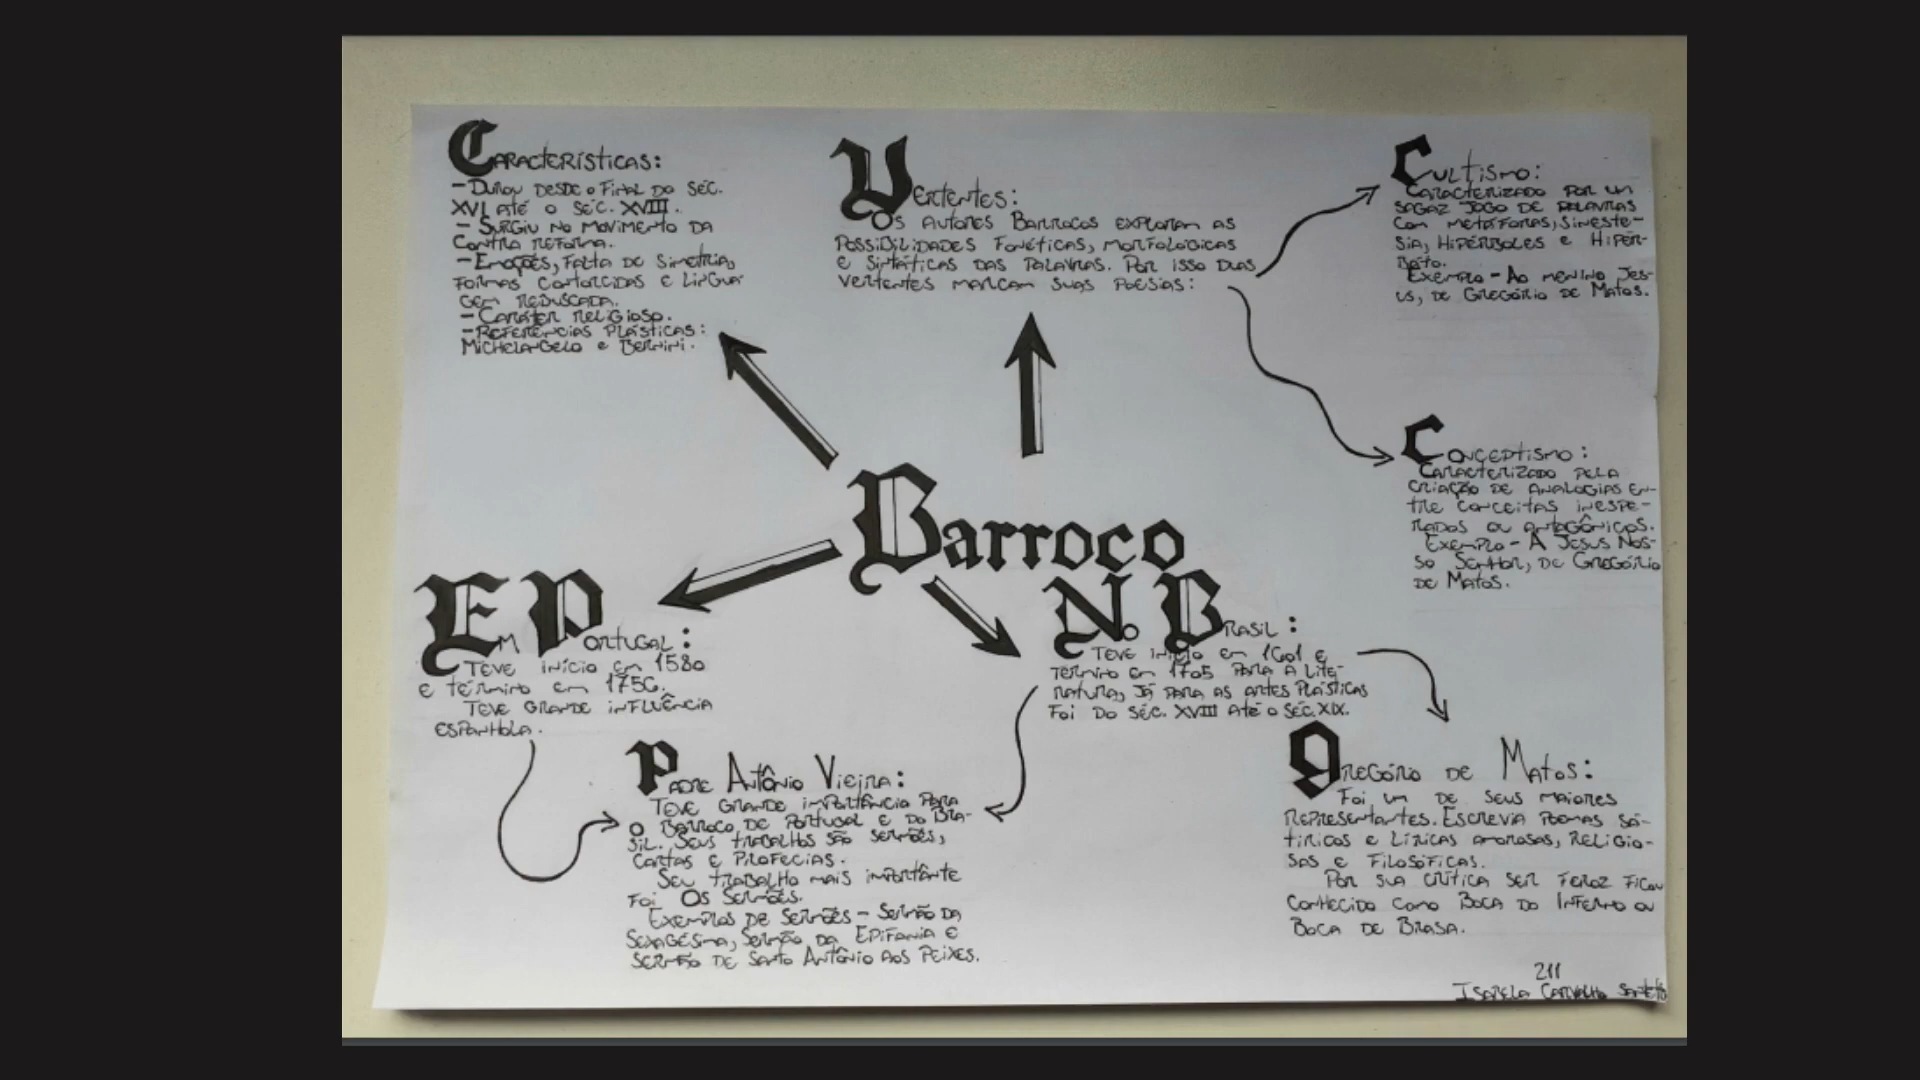 Características:
- Durou desde o final do séc.
XVI até o séc. XVIII.
- Surgiu no movimento da
Contra reforma.
- Emoções, falta de simetria,
formas contorcidas e lingua
gem rebuscada.
- Caráter religioso.
- Referências plásticas:
Michelangelo e Bernini.
Vertentes:
Os autores Barrocos exploram as
possibilidades fonéticas, morfologicas
e sintáticas das palavras. Por isso duas
vertentes marcam suas poesias:
Cultismo:
Caracterizado por um
sagaz jogo de palavras
com metáforas, sineste-
sia, hipérboles e hipér-
bato.
Exemplo - Ao menino Jes-
us, de Gregório de Matos.
Conceptismo:
Caracterizado pela
criação de analogias en-
tre conceitas inespe-
rados ou antagônicos.
Exemplo - A Jesus Nos-
so Senhor, de Gregório
de Matos.
Barroco
Em Portugal:
Teve início em 1580
e término em 1756.
Teve grande influência
espanhola.
No Brasil:
Teve início em 1601 e
término em 1705 para a lite-
ratura, já para as artes plásticas
foi do séc. XVIII até o séc. XIX.
Padre Antônio Vieira:
Teve grande importância para
o Barroco de Portugal e do Bra-
sil. Seus trabalhos são sermões,
cartas e profecias.
Seu trabalho mais importante
foi Os Sermões.
Exemplos de sermões - Sermão da
Sexagésima, Sermão da Epifania e
Sermão de Santo Antônio aos Peixes.
Gregório de Matos:
Foi um de seus maiores
representantes. Escrevia poemas sá-
tiricos e líricas amorosas, religio-
sas e filosóficas.
Por sua crítica ser feroz ficou
conhecido como Boca do Inferno ou
Boca de Brasa.
211
Isabela Carvalho